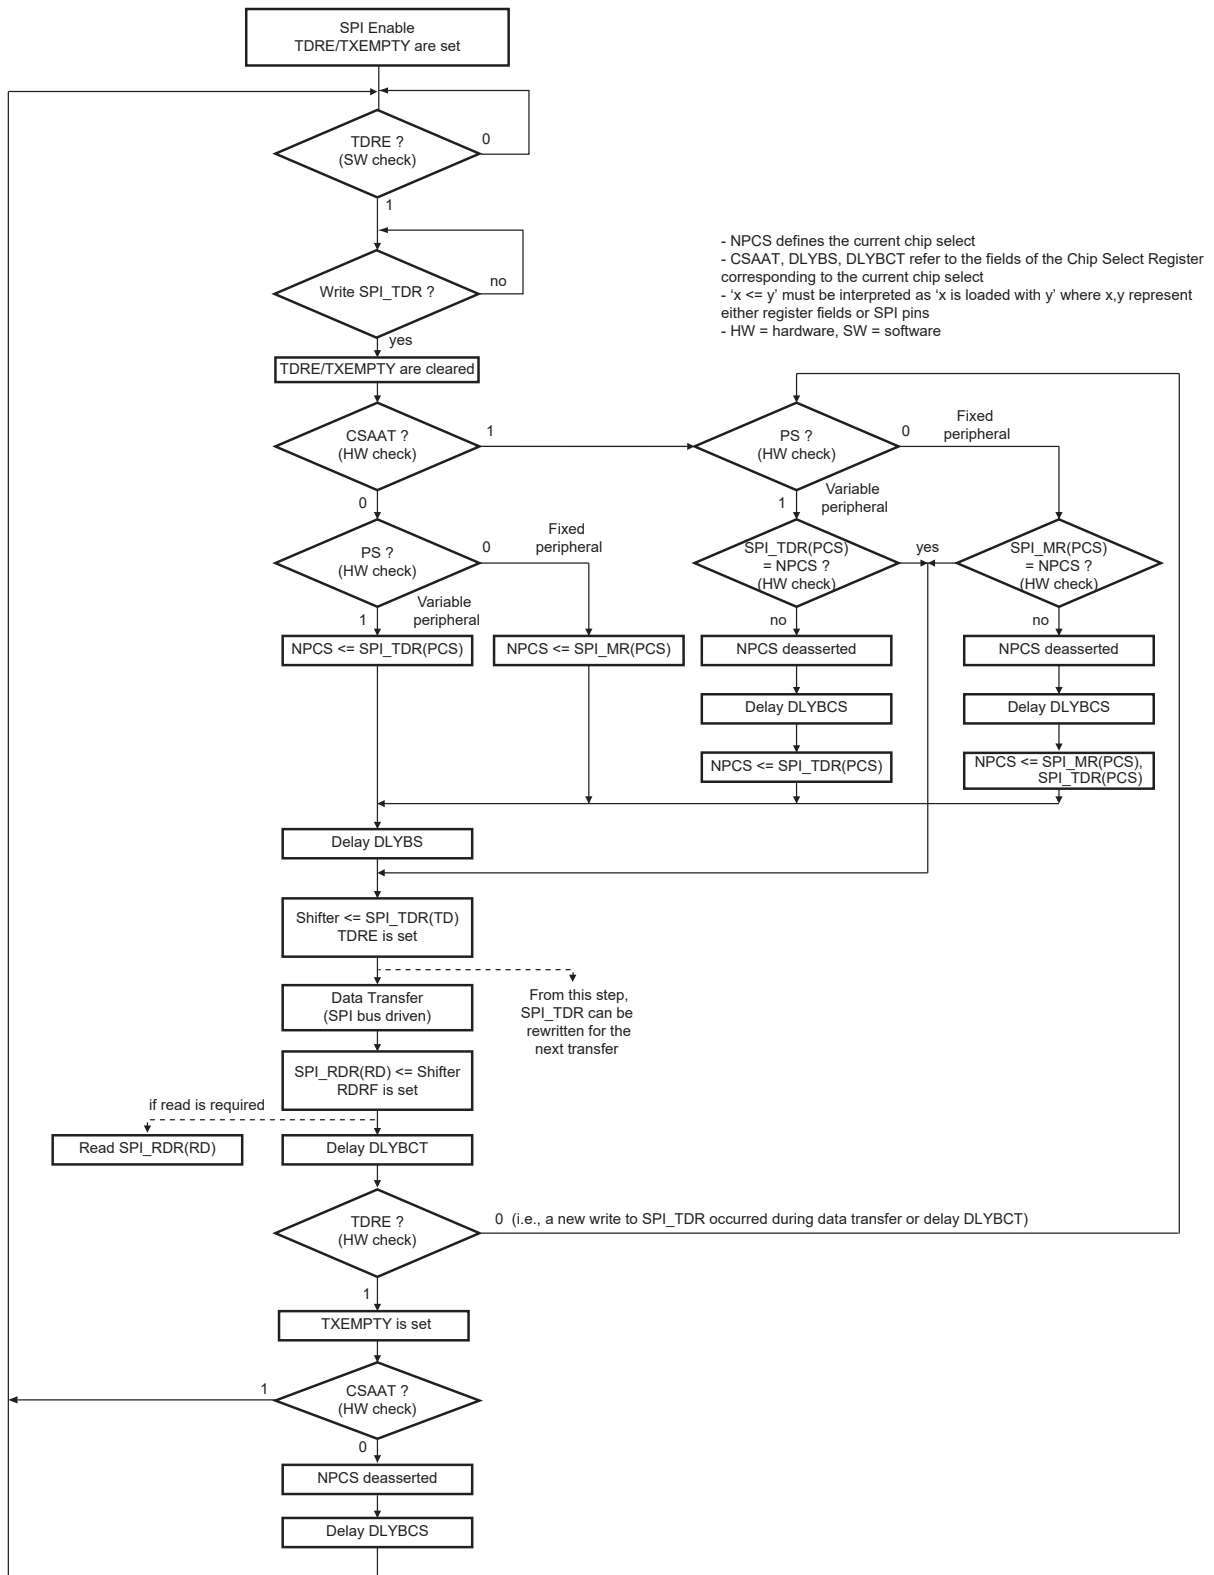 SPI Enable
TDRE/TXEMPTY are set
TDRE ?
(SW check)
0
1
- NPCS defines the current chip select
- CSAAT, DLYBS, DLYBCT refer to the fields of the Chip Select Register
corresponding to the current chip select
- ‘x <= y’ must be interpreted as ‘x is loaded with y’ where x,y represent
either register fields or SPI pins
- HW = hardware, SW = software
Write SPI_TDR ?
no
yes
TDRE/TXEMPTY are cleared
CSAAT ?
(HW check)
1
0
PS ?
(HW check)
0
Fixed
peripheral
1
Variable
peripheral
PS ?
(HW check)
0
Fixed
peripheral
1
Variable
peripheral
SPI_TDR(PCS)
= NPCS ?
(HW check)
yes
SPI_MR(PCS)
= NPCS ?
(HW check)
no
no
NPCS <= SPI_TDR(PCS)
NPCS <= SPI_MR(PCS)
NPCS deasserted
NPCS deasserted
Delay DLYBCS
Delay DLYBCS
NPCS <= SPI_TDR(PCS)
NPCS <= SPI_MR(PCS),
SPI_TDR(PCS)
Delay DLYBS
Shifter <= SPI_TDR(TD)
TDRE is set
Data Transfer
(SPI bus driven)
From this step,
SPI_TDR can be
rewritten for the
next transfer
SPI_RDR(RD) <= Shifter
RDRF is set
if read is required
Read SPI_RDR(RD)
Delay DLYBCT
TDRE ?
(HW check)
0 (i.e., a new write to SPI_TDR occurred during data transfer or delay DLYBCT)
1
TXEMPTY is set
CSAAT ?
(HW check)
1
0
NPCS deasserted
Delay DLYBCS